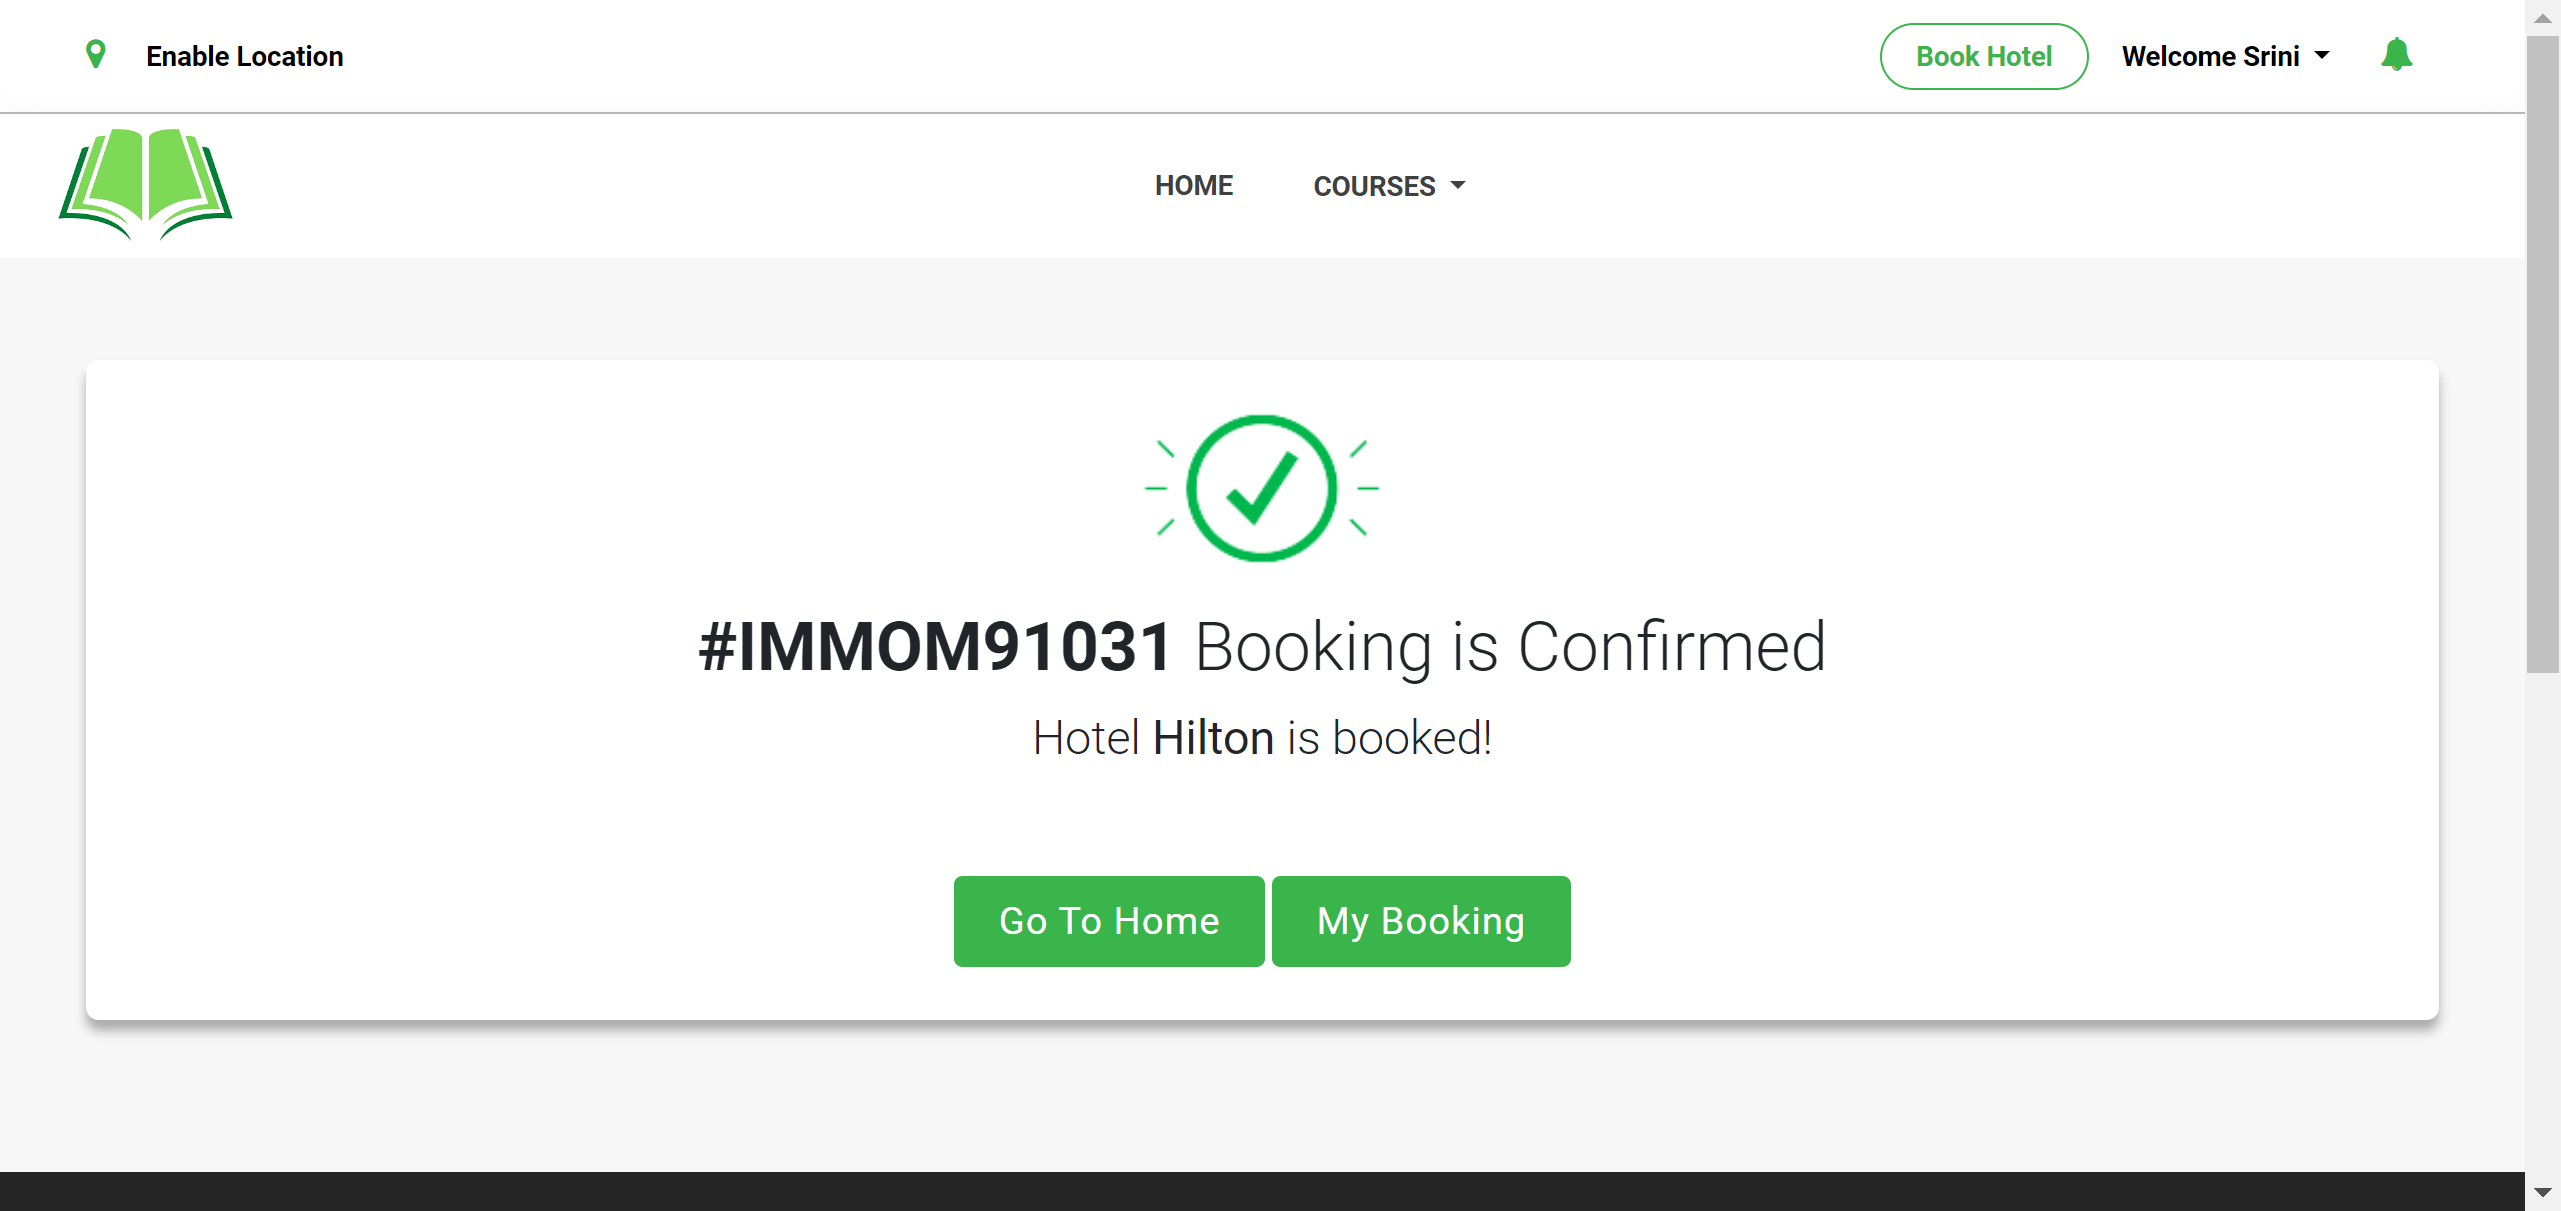 Enable Location
Book Hotel
Welcome Srini
HOME
COURSES
#IMMOM91031 Booking is Confirmed
Hotel Hilton is booked!
Go To Home
My Booking